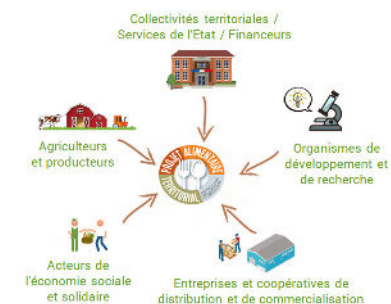 Collectivités territoriales /
Services de l'Etat / Financeurs
Agriculteurs
et producteurs
Organismes de
développement et
de recherche
PROJET ALIMENTAIRE
TERRITORIAL
Acteurs de
l'économie sociale
et solidaire
Entreprises et coopératives de
distribution et de commercialisation